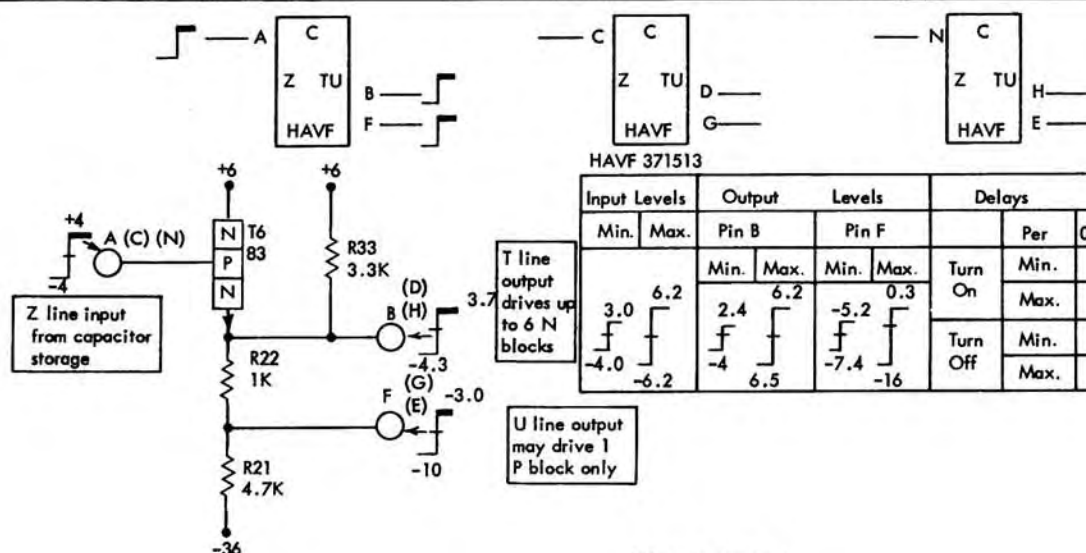 A
C
Z TU
HAVF
B
F
C
C
Z TU
HAVF
D
G
N
C
Z TU
HAVF
H
E
HAVF 371513
+6
+6
+4
-4
A (C) (N)
N
P
N
T6
83
R33
3.3K
Z line input
from capacitor
storage
B
(D)
(H)
3.7
-4.3
T line
output
drives up
to 6 N
blocks
R22
1K
F
(G)
(E)
-3.0
-10
U line output
may drive 1
P block only
R21
4.7K
-36
Input Levels
Output Levels
Delays
Min. Max.
Pin B
Pin F
Per
Min. Max. Min. Max.
Turn
On
Min.
Max.
Turn
Off
Min.
Max.
3.0
-4.0
6.2
-6.2
2.4
-4
6.2
6.5
-5.2
-7.4
0.3
-16